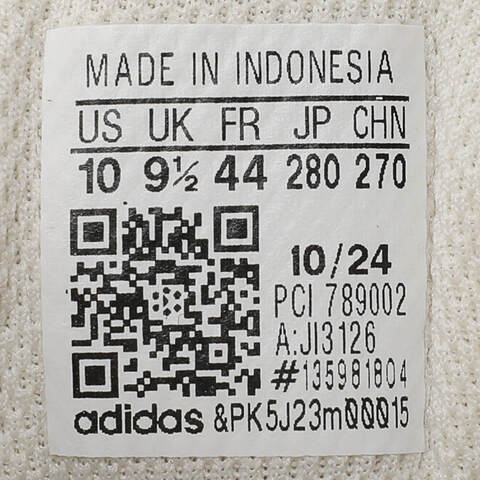 MADE IN INDONESIA
US UK FR JP CHN
10 9½ 44 280 270
10/24
PCI 789002
A:JI3126
#135981804
adidas &PK5J23m00015